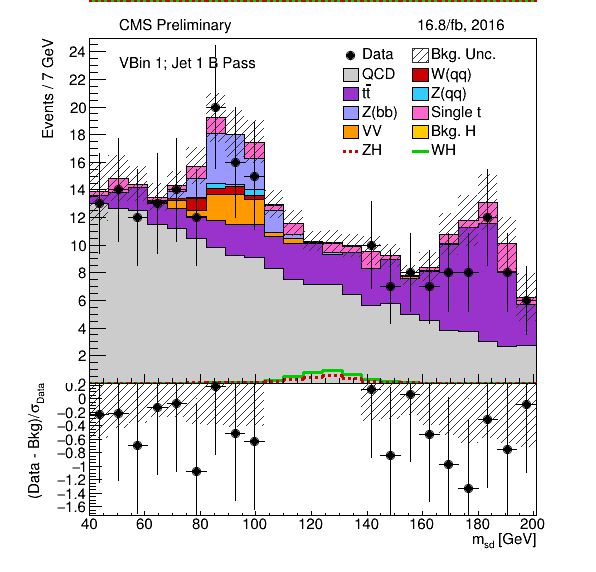 CMS Preliminary 16.8/fb, 2016
Events / 7 GeV
VBin 1; Jet 1 B Pass
Data Bkg. Unc.
QCD W(qq)
tt̄ Z(qq)
Z(bb) Single t
VV Bkg. H
ZH WH
24
22
20
18
16
14
12
10
8
6
4
2
(Data - Bkg)/σData
0.2
0
−0.2
−0.4
−0.6
−0.8
−1
−1.2
−1.4
−1.6
40 60 80 100 120 140 160 180 200
msd [GeV]